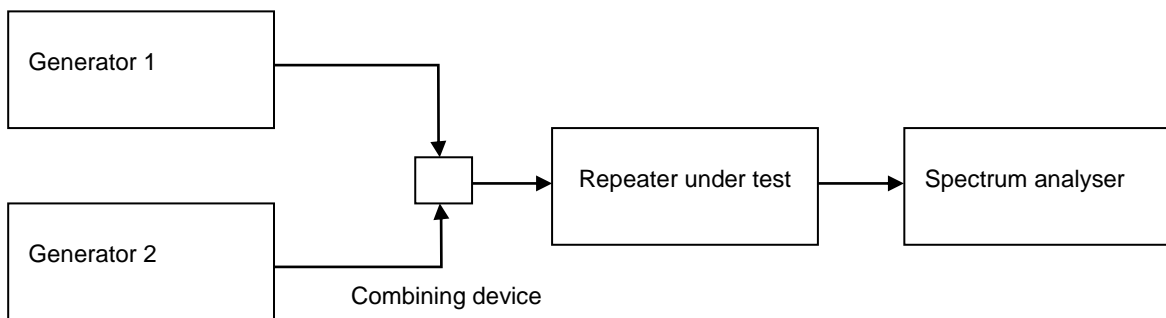 Generator 1
Repeater under test
Spectrum analyser
Generator 2
Combining device